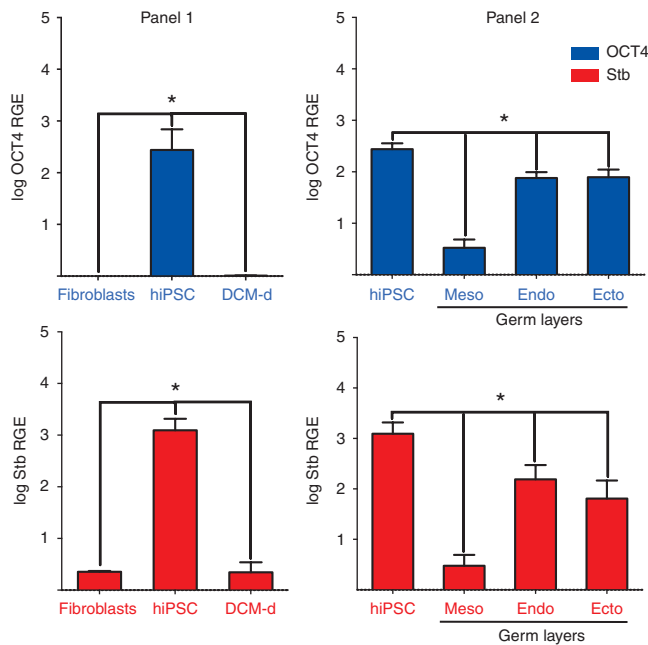 Panel 1
Panel 2
log OCT4 RGE
5
4
3
2
1
*
Fibroblasts hiPSC DCM-d
log OCT4 RGE
5
4
3
2
1
*
OCT4
Stb
hiPSC Meso Endo Ecto
Germ layers
log Stb RGE
5
4
3
2
1
*
Fibroblasts hiPSC DCM-d
log Stb RGE
5
4
3
2
1
*
hiPSC Meso Endo Ecto
Germ layers